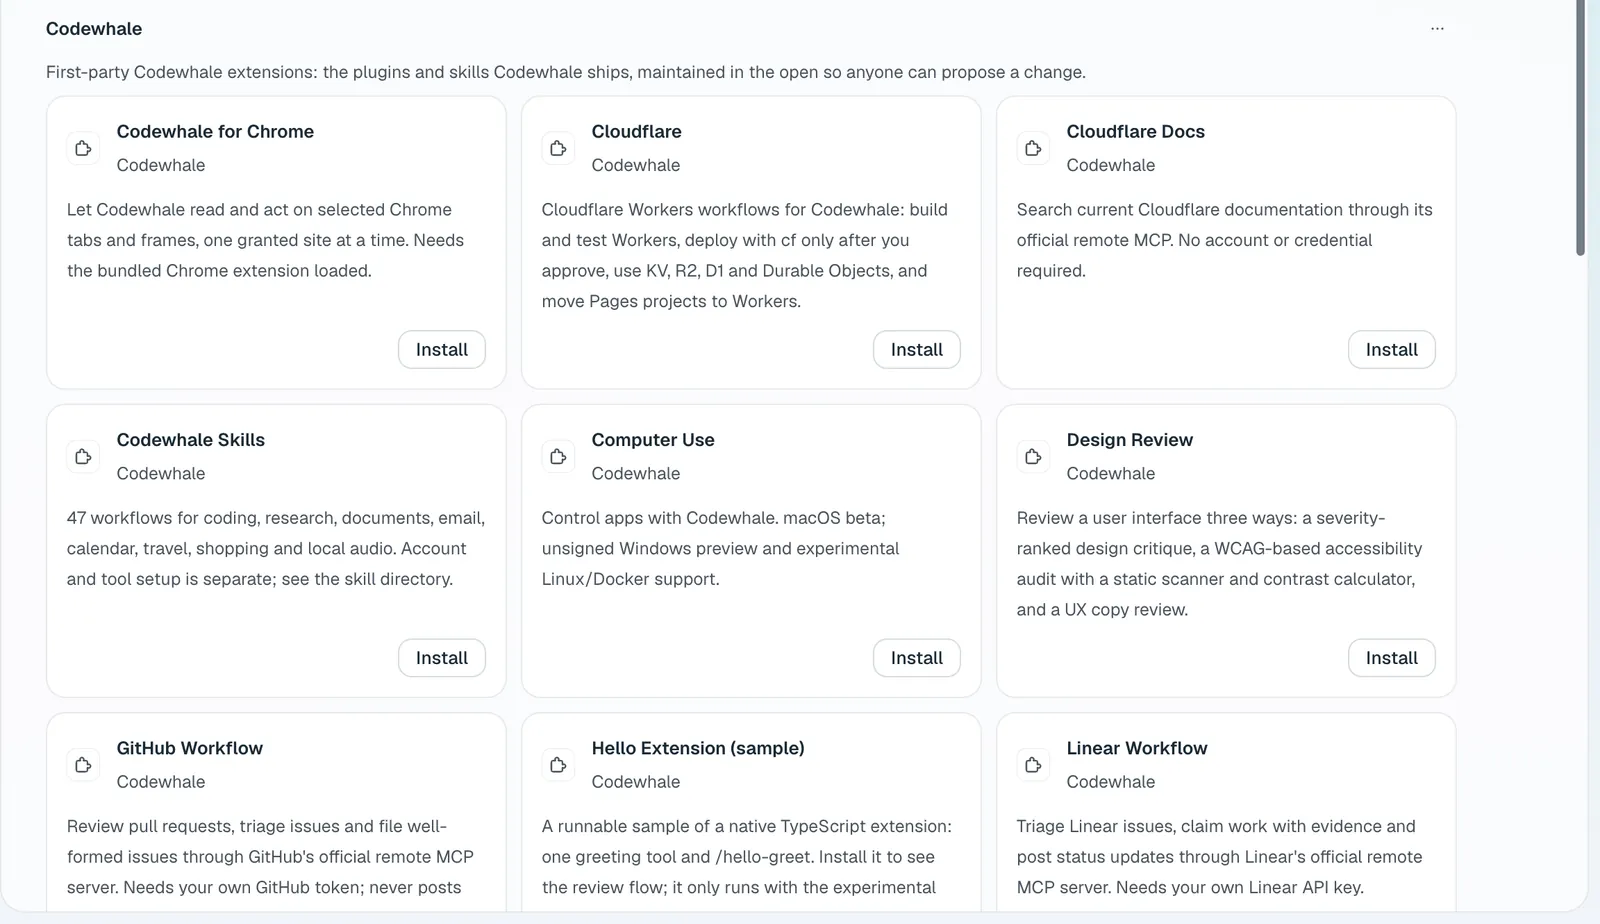 Codewhale
...
First-party Codewhale extensions: the plugins and skills Codewhale ships, maintained in the open so anyone can propose a change.
Codewhale for Chrome
Codewhale
Let Codewhale read and act on selected Chrome
tabs and frames, one granted site at a time. Needs
the bundled Chrome extension loaded.
Install
Cloudflare
Codewhale
Cloudflare Workers workflows for Codewhale: build
and test Workers, deploy with cf only after you
approve, use KV, R2, D1 and Durable Objects, and
move Pages projects to Workers.
Install
Cloudflare Docs
Codewhale
Search current Cloudflare documentation through its
official remote MCP. No account or credential
required.
Install
Codewhale Skills
Codewhale
47 workflows for coding, research, documents, email,
calendar, travel, shopping and local audio. Account
and tool setup is separate; see the skill directory.
Install
Computer Use
Codewhale
Control apps with Codewhale. macOS beta;
unsigned Windows preview and experimental
Linux/Docker support.
Install
Design Review
Codewhale
Review a user interface three ways: a severity-
ranked design critique, a WCAG-based accessibility
audit with a static scanner and contrast calculator,
and a UX copy review.
Install
GitHub Workflow
Codewhale
Review pull requests, triage issues and file well-
formed issues through GitHub's official remote MCP
server. Needs your own GitHub token; never posts
Hello Extension (sample)
Codewhale
A runnable sample of a native TypeScript extension:
one greeting tool and /hello-greet. Install it to see
the review flow; it only runs with the experimental
Linear Workflow
Codewhale
Triage Linear issues, claim work with evidence and
post status updates through Linear's official remote
MCP server. Needs your own Linear API key.